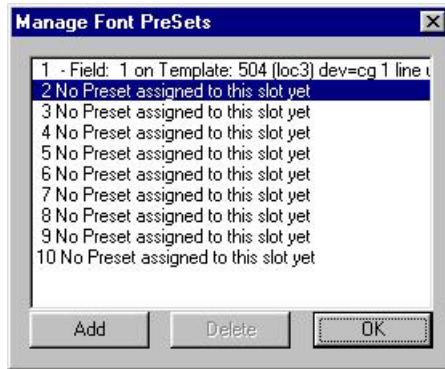 Manage Font PreSets
1 - Field: 1 on Template: 504 (loc3) dev=cg 1 line
2 No Preset assigned to this slot yet
3 No Preset assigned to this slot yet
4 No Preset assigned to this slot yet
5 No Preset assigned to this slot yet
6 No Preset assigned to this slot yet
7 No Preset assigned to this slot yet
8 No Preset assigned to this slot yet
9 No Preset assigned to this slot yet
10 No Preset assigned to this slot yet
Add Delete OK